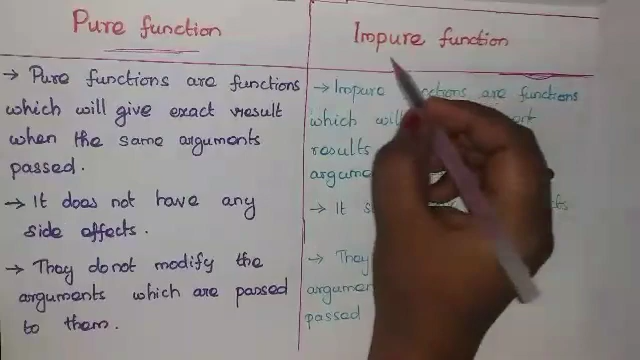 Pure function
→ Pure functions are functions
which will give exact result
when the same arguments
passed.
→ It does not have any
side effects.
→ They do not modify the
arguments which are passed
to them.
Impure function
→ Impure functions are functions
which will
results
→ It
→ They
passed